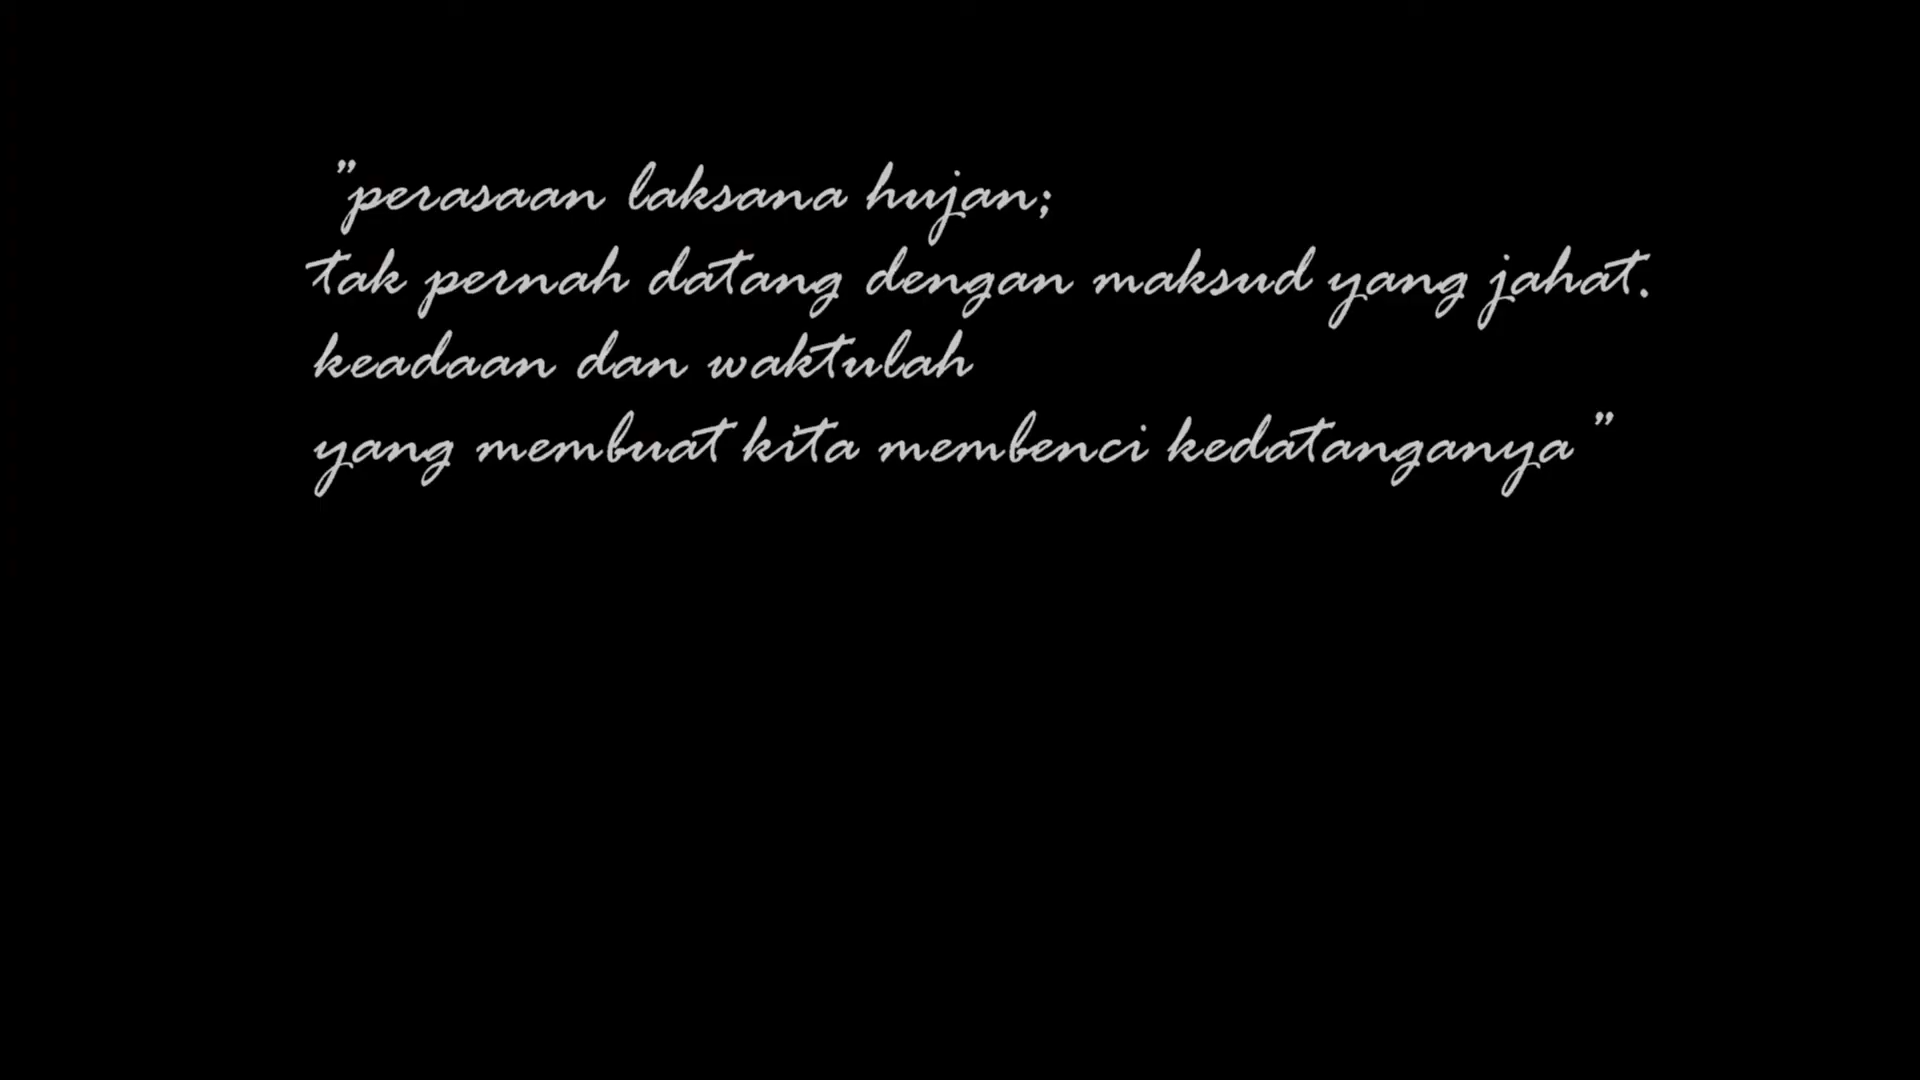 ”perasaan laksana hujan;
tak pernah datang dengan maksud yang jahat.
keadaan dan waktulah
yang membuat kita membenci kedatanganya”